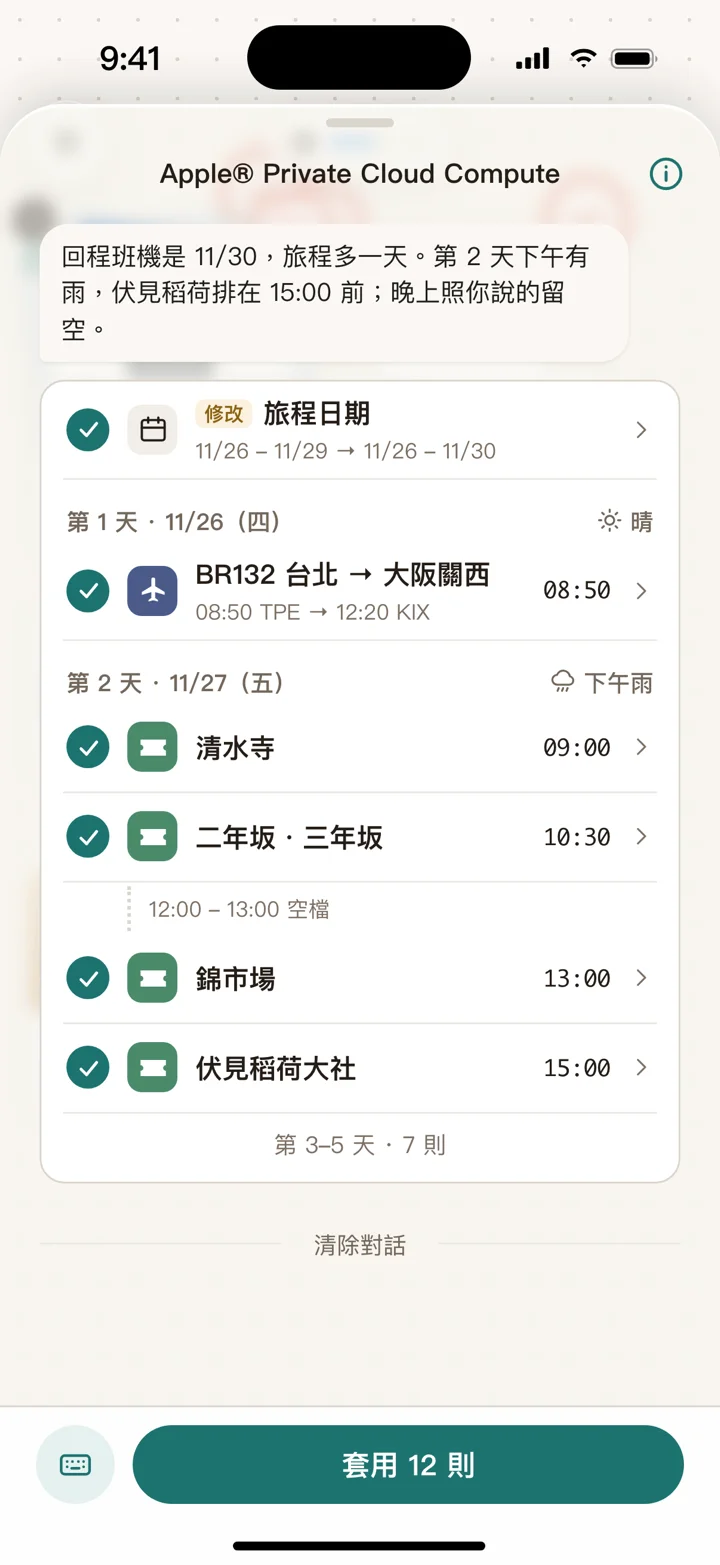 9:41
Apple® Private Cloud Compute
回程班機是 11/30，旅程多一天。第 2 天下午有
雨，伏見稻荷排在 15:00 前；晚上照你說的留
空。
修改 旅程日期
11/26 – 11/29 → 11/26 – 11/30
第 1 天 · 11/26（四） 晴
BR132 台北 → 大阪關西 08:50
08:50 TPE → 12:20 KIX
第 2 天 · 11/27（五） 下午雨
清水寺 09:00
二年坂 · 三年坂 10:30
12:00 – 13:00 空檔
錦市場 13:00
伏見稻荷大社 15:00
第 3–5 天 · 7 則
清除對話
套用 12 則